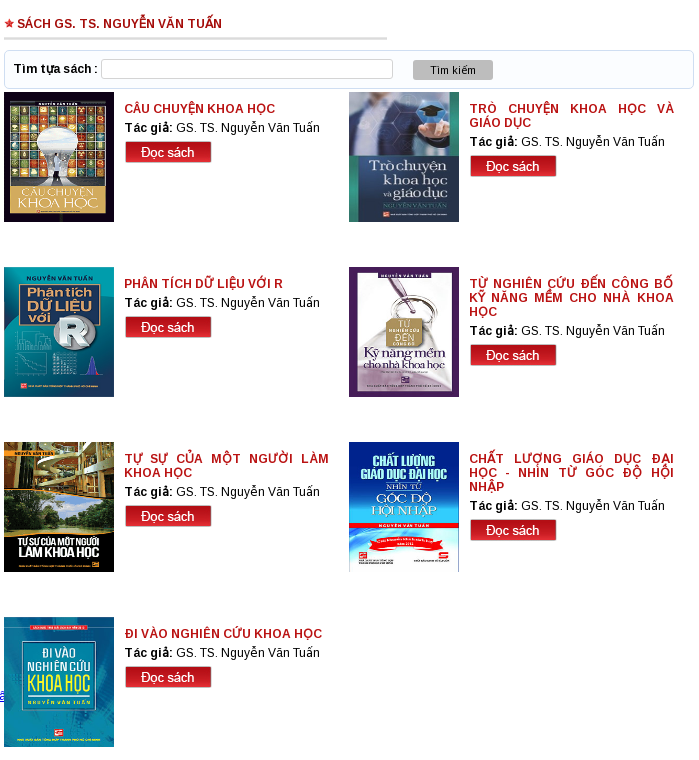 SÁCH GS. TS. NGUYỄN VĂN TUẤN
Tìm tựa sách :
Tìm kiếm
NGUYỄN VĂN TUẤN
CÂU CHUYỆN
KHOA HỌC
CÂU CHUYỆN KHOA HỌC
Tác giả: GS. TS. Nguyễn Văn Tuấn
Đọc sách
Trò chuyện
khoa học
và giáo dục
NGUYỄN VĂN TUẤN
TRÒ CHUYỆN KHOA HỌC VÀ
GIÁO DỤC
Tác giả: GS. TS. Nguyễn Văn Tuấn
Đọc sách
NGUYỄN VĂN TUẤN
Phân tích
DỮ LIỆU
với
R
PHÂN TÍCH DỮ LIỆU VỚI R
Tác giả: GS. TS. Nguyễn Văn Tuấn
Đọc sách
NGUYỄN VĂN TUẤN
TỪ
NGHIÊN CỨU
ĐẾN
CÔNG BỐ
Kỹ năng mềm
cho nhà khoa học
TỪ NGHIÊN CỨU ĐẾN CÔNG BỐ
KỸ NĂNG MỀM CHO NHÀ KHOA
HỌC
Tác giả: GS. TS. Nguyễn Văn Tuấn
Đọc sách
NGUYỄN VĂN TUẤN
TỰ SỰ CỦA MỘT NGƯỜI
LÀM KHOA HỌC
TỰ SỰ CỦA MỘT NGƯỜI LÀM
KHOA HỌC
Tác giả: GS. TS. Nguyễn Văn Tuấn
Đọc sách
CHẤT LƯỢNG
GIÁO DỤC ĐẠI HỌC
NHÌN TỪ
GÓC ĐỘ
HỘI NHẬP
NGUYỄN VĂN TUẤN
CHẤT LƯỢNG GIÁO DỤC ĐẠI
HỌC - NHÌN TỪ GÓC ĐỘ HỘI
NHẬP
Tác giả: GS. TS. Nguyễn Văn Tuấn
Đọc sách
ĐI VÀO
NGHIÊN CỨU
KHOA HỌC
NGUYỄN VĂN TUẤN
ĐI VÀO NGHIÊN CỨU KHOA HỌC
Tác giả: GS. TS. Nguyễn Văn Tuấn
Đọc sách